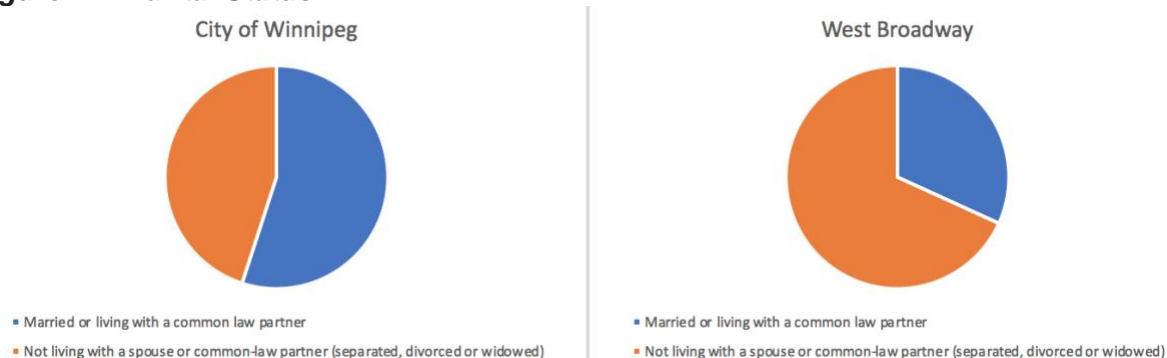 City of Winnipeg
Married or living with a common law partner
Not living with a spouse or common-law partner (separated, divorced or widowed)
West Broadway
Married or living with a common law partner
Not living with a spouse or common-law partner (separated, divorced or widowed)